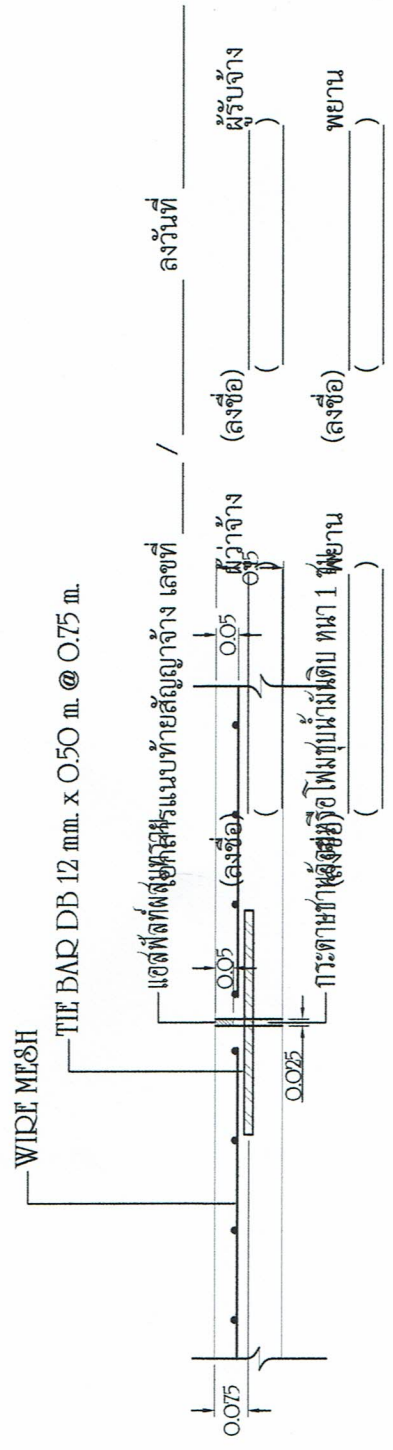 WIRE MESH
TIE BAR DB 12 mm. x 0.50 m. @ 0.75 m.
แอสฟัลท์ผสมทราย
เอกสารแนบท้ายสัญญาจ้าง เลขที่ / ลงวันที่
0.05
0.05
0.075
(ลงชื่อ) ผู้ว่าจ้าง
( )
0.15
(ลงชื่อ) ผู้รับจ้าง
( )
0.025
กระดาษชานอ้อยหรือโฟมชุบน้ำมันดิบ หนา 1 ซม.
(ลงชื่อ) พยาน
( )
(ลงชื่อ) พยาน
( )